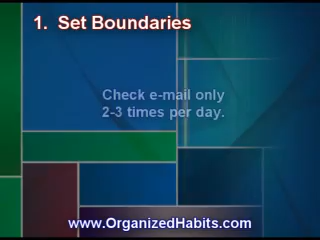 1. Set Boundaries
Check e-mail only
2-3 times per day.
www.OrganizedHabits.com